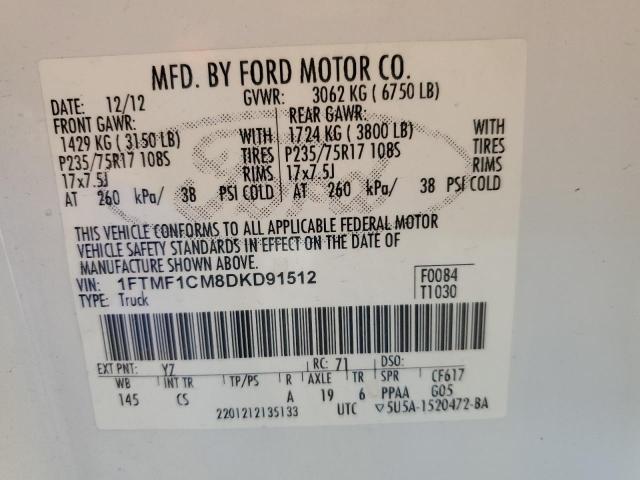 MFD. BY FORD MOTOR CO.
DATE: 12/12 GVWR: 3062 KG ( 6750 LB)
FRONT GAWR: REAR GAWR:
1429 KG ( 3150 LB) WITH 1724 KG ( 3800 LB) WITH
P235/75R17 108S TIRES P235/75R17 108S TIRES
17x7.5J RIMS 17x7.5J RIMS
AT 260 kPa/ 38 PSI COLD AT 260 kPa/ 38 PSI COLD
THIS VEHICLE CONFORMS TO ALL APPLICABLE FEDERAL MOTOR
VEHICLE SAFETY STANDARDS IN EFFECT ON THE DATE OF
MANUFACTURE SHOWN ABOVE.
VIN: 1FTMF1CM8DKD91512 F0084
TYPE: Truck T1030
EXT PNT: YZ RC: 71 DSO:
WB INT TR TP/PS R AXLE TR SPR CF617
145 CS A 19 6 PPAA G05
2201212135133 UTC ▽5U5A-1520472-BA